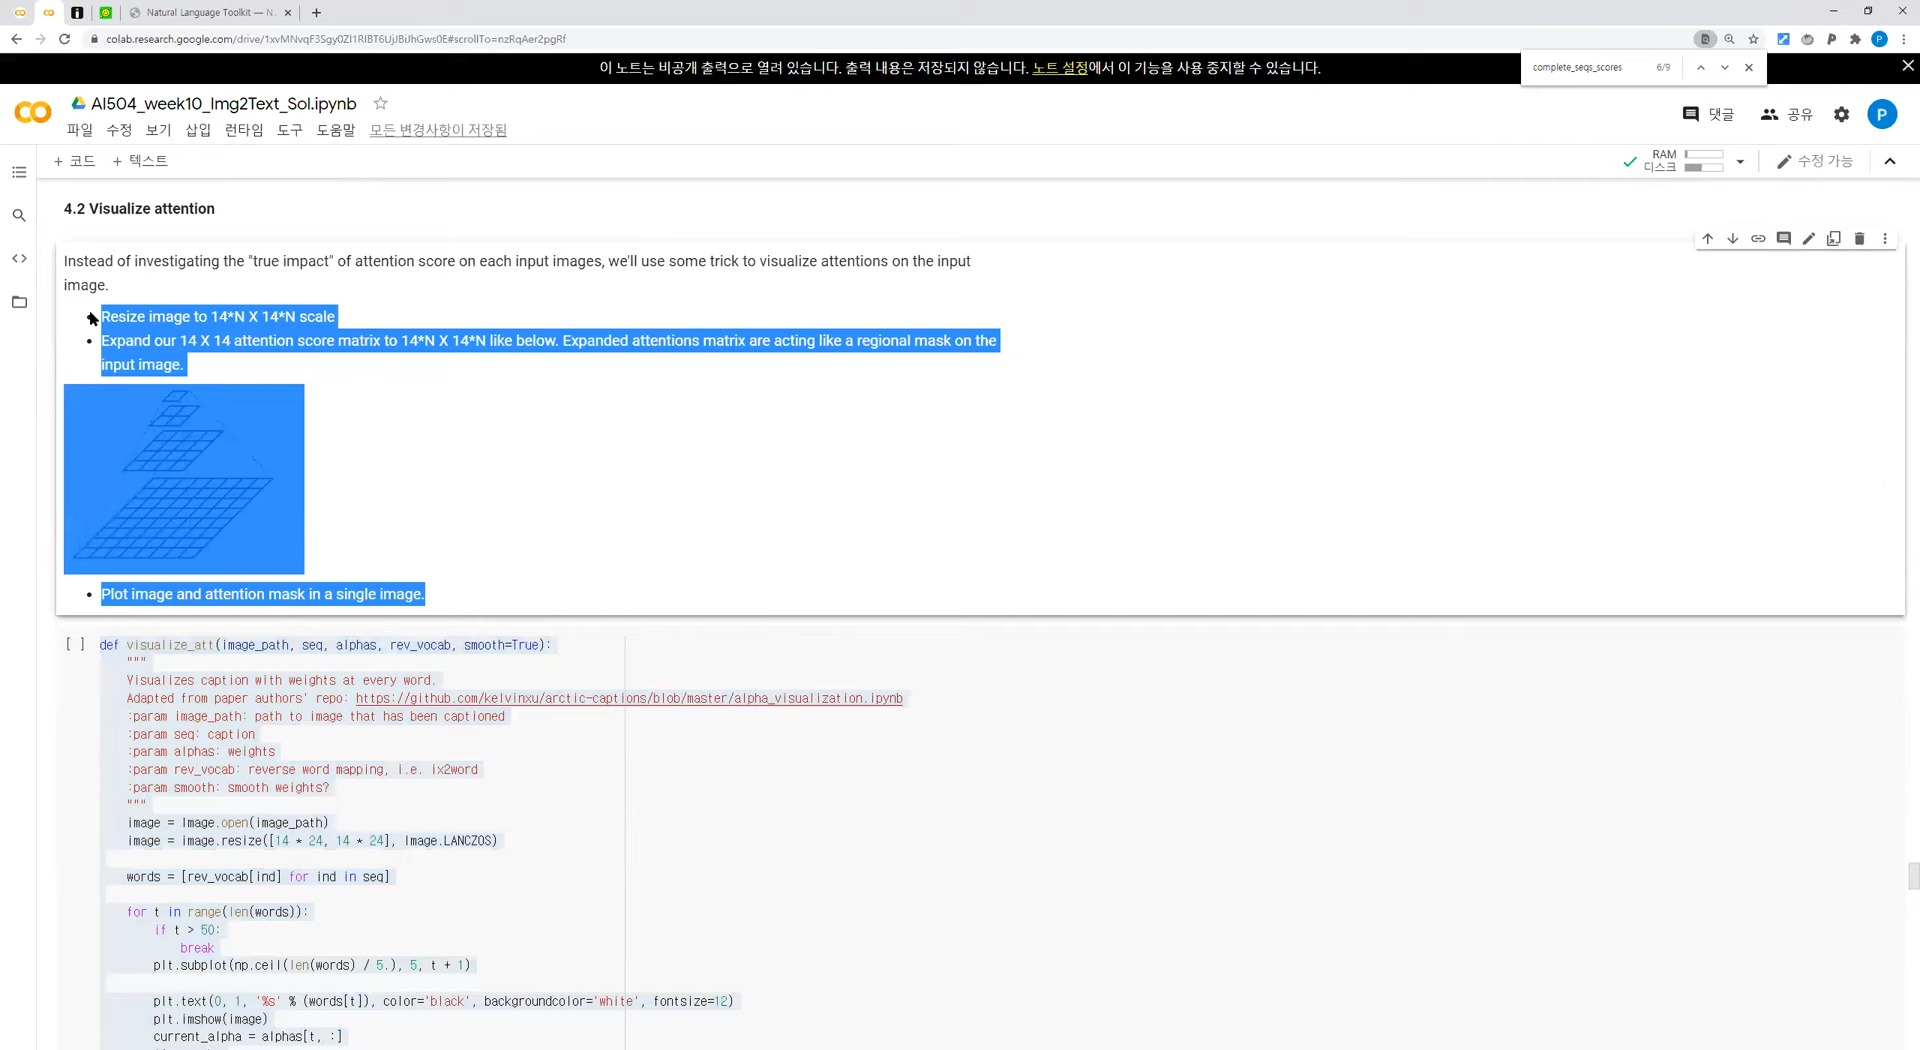 Natural Language Toolkit — N
colab.research.google.com/drive/1xvMNvqF3Sgy0Zl1RIBT6UjJBiJhGws0E#scrollTo=nzRqAer2pgRf
이 노트는 비공개 출력으로 열려 있습니다. 출력 내용은 저장되지 않습니다. 노트 설정에서 이 기능을 사용 중지할 수 있습니다.
complete_seqs_scores 6/9
AI504_week10_Img2Text_Sol.ipynb
파일 수정 보기 삽입 런타임 도구 도움말 모든 변경사항이 저장됨
댓글 공유 P
+ 코드 + 텍스트
RAM
디스크
수정 가능
4.2 Visualize attention
Instead of investigating the "true impact" of attention score on each input images, we'll use some trick to visualize attentions on the input
image.
Resize image to 14*N X 14*N scale
Expand our 14 X 14 attention score matrix to 14*N X 14*N like below. Expanded attentions matrix are acting like a regional mask on the
input image.
Plot image and attention mask in a single image.
[ ] def visualize_att(image_path, seq, alphas, rev_vocab, smooth=True):
"""
Visualizes caption with weights at every word.
Adapted from paper authors' repo: https://github.com/kelvinxu/arctic-captions/blob/master/alpha_visualization.ipynb
:param image_path: path to image that has been captioned
:param seq: caption
:param alphas: weights
:param rev_vocab: reverse word mapping, i.e. ix2word
:param smooth: smooth weights?
"""
image = Image.open(image_path)
image = image.resize([14 * 24, 14 * 24], Image.LANCZOS)
words = [rev_vocab[ind] for ind in seq]
for t in range(len(words)):
if t > 50:
break
plt.subplot(np.ceil(len(words) / 5.), 5, t + 1)
plt.text(0, 1, '%s' % (words[t]), color='black', backgroundcolor='white', fontsize=12)
plt.imshow(image)
current_alpha = alphas[t, :]